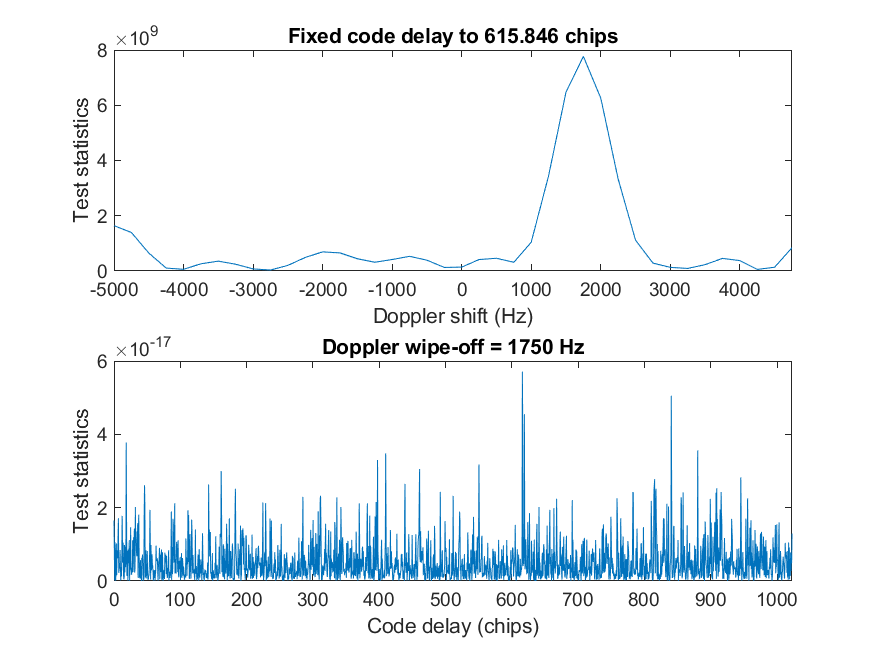 ×10^9
Fixed code delay to 615.846 chips
8
6
4
2
0
Test statistics
-5000 -4000 -3000 -2000 -1000 0 1000 2000 3000 4000
Doppler shift (Hz)
×10^-17
Doppler wipe-off = 1750 Hz
6
4
2
0
Test statistics
0 100 200 300 400 500 600 700 800 900 1000
Code delay (chips)